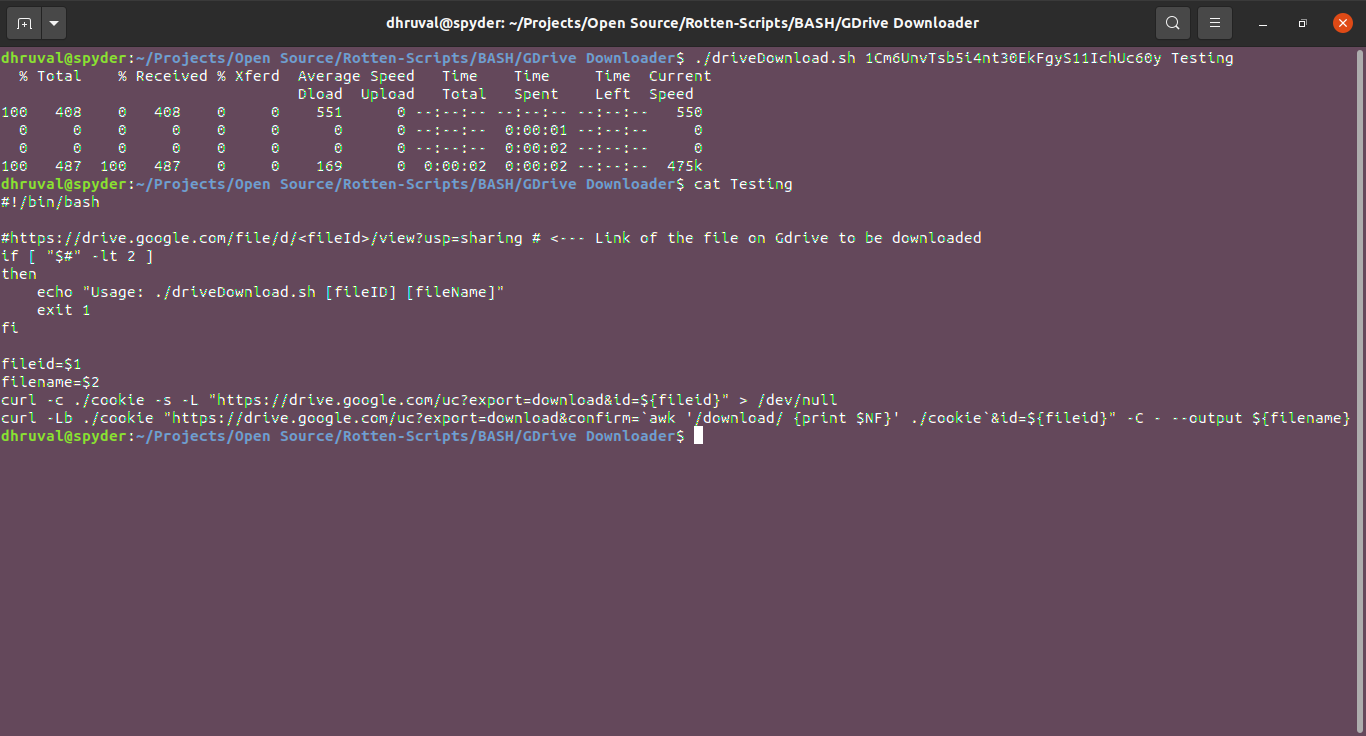 dhruval@spyder: ~/Projects/Open Source/Rotten-Scripts/BASH/GDrive Downloader
dhruval@spyder:~/Projects/Open Source/Rotten-Scripts/BASH/GDrive Downloader$ ./driveDownload.sh 1Cm6UnvTsb5i4nt30EkFgyS11IchUc60y Testing
  % Total    % Received % Xferd  Average Speed   Time    Time     Time  Current
                                 Dload  Upload   Total   Spent    Left  Speed
100   408    0   408    0     0    551      0 --:--:-- --:--:-- --:--:--   550
  0     0    0     0    0     0      0      0 --:--:--  0:00:01 --:--:--     0
  0     0    0     0    0     0      0      0 --:--:--  0:00:02 --:--:--     0
100   487  100   487    0     0    169      0  0:00:02  0:00:02 --:--:--  475k
dhruval@spyder:~/Projects/Open Source/Rotten-Scripts/BASH/GDrive Downloader$ cat Testing
#!/bin/bash
#https://drive.google.com/file/d/<fileId>/view?usp=sharing # <--- Link of the file on Gdrive to be downloaded
if [ "$#" -lt 2 ]
then
    echo "Usage: ./driveDownload.sh [fileID] [fileName]"
    exit 1
fi
fileid=$1
filename=$2
curl -c ./cookie -s -L "https://drive.google.com/uc?export=download&id=${fileid}" > /dev/null
curl -Lb ./cookie "https://drive.google.com/uc?export=download&confirm=`awk '/download/ {print $NF}' ./cookie`&id=${fileid}" -C - --output ${filename}
dhruval@spyder:~/Projects/Open Source/Rotten-Scripts/BASH/GDrive Downloader$